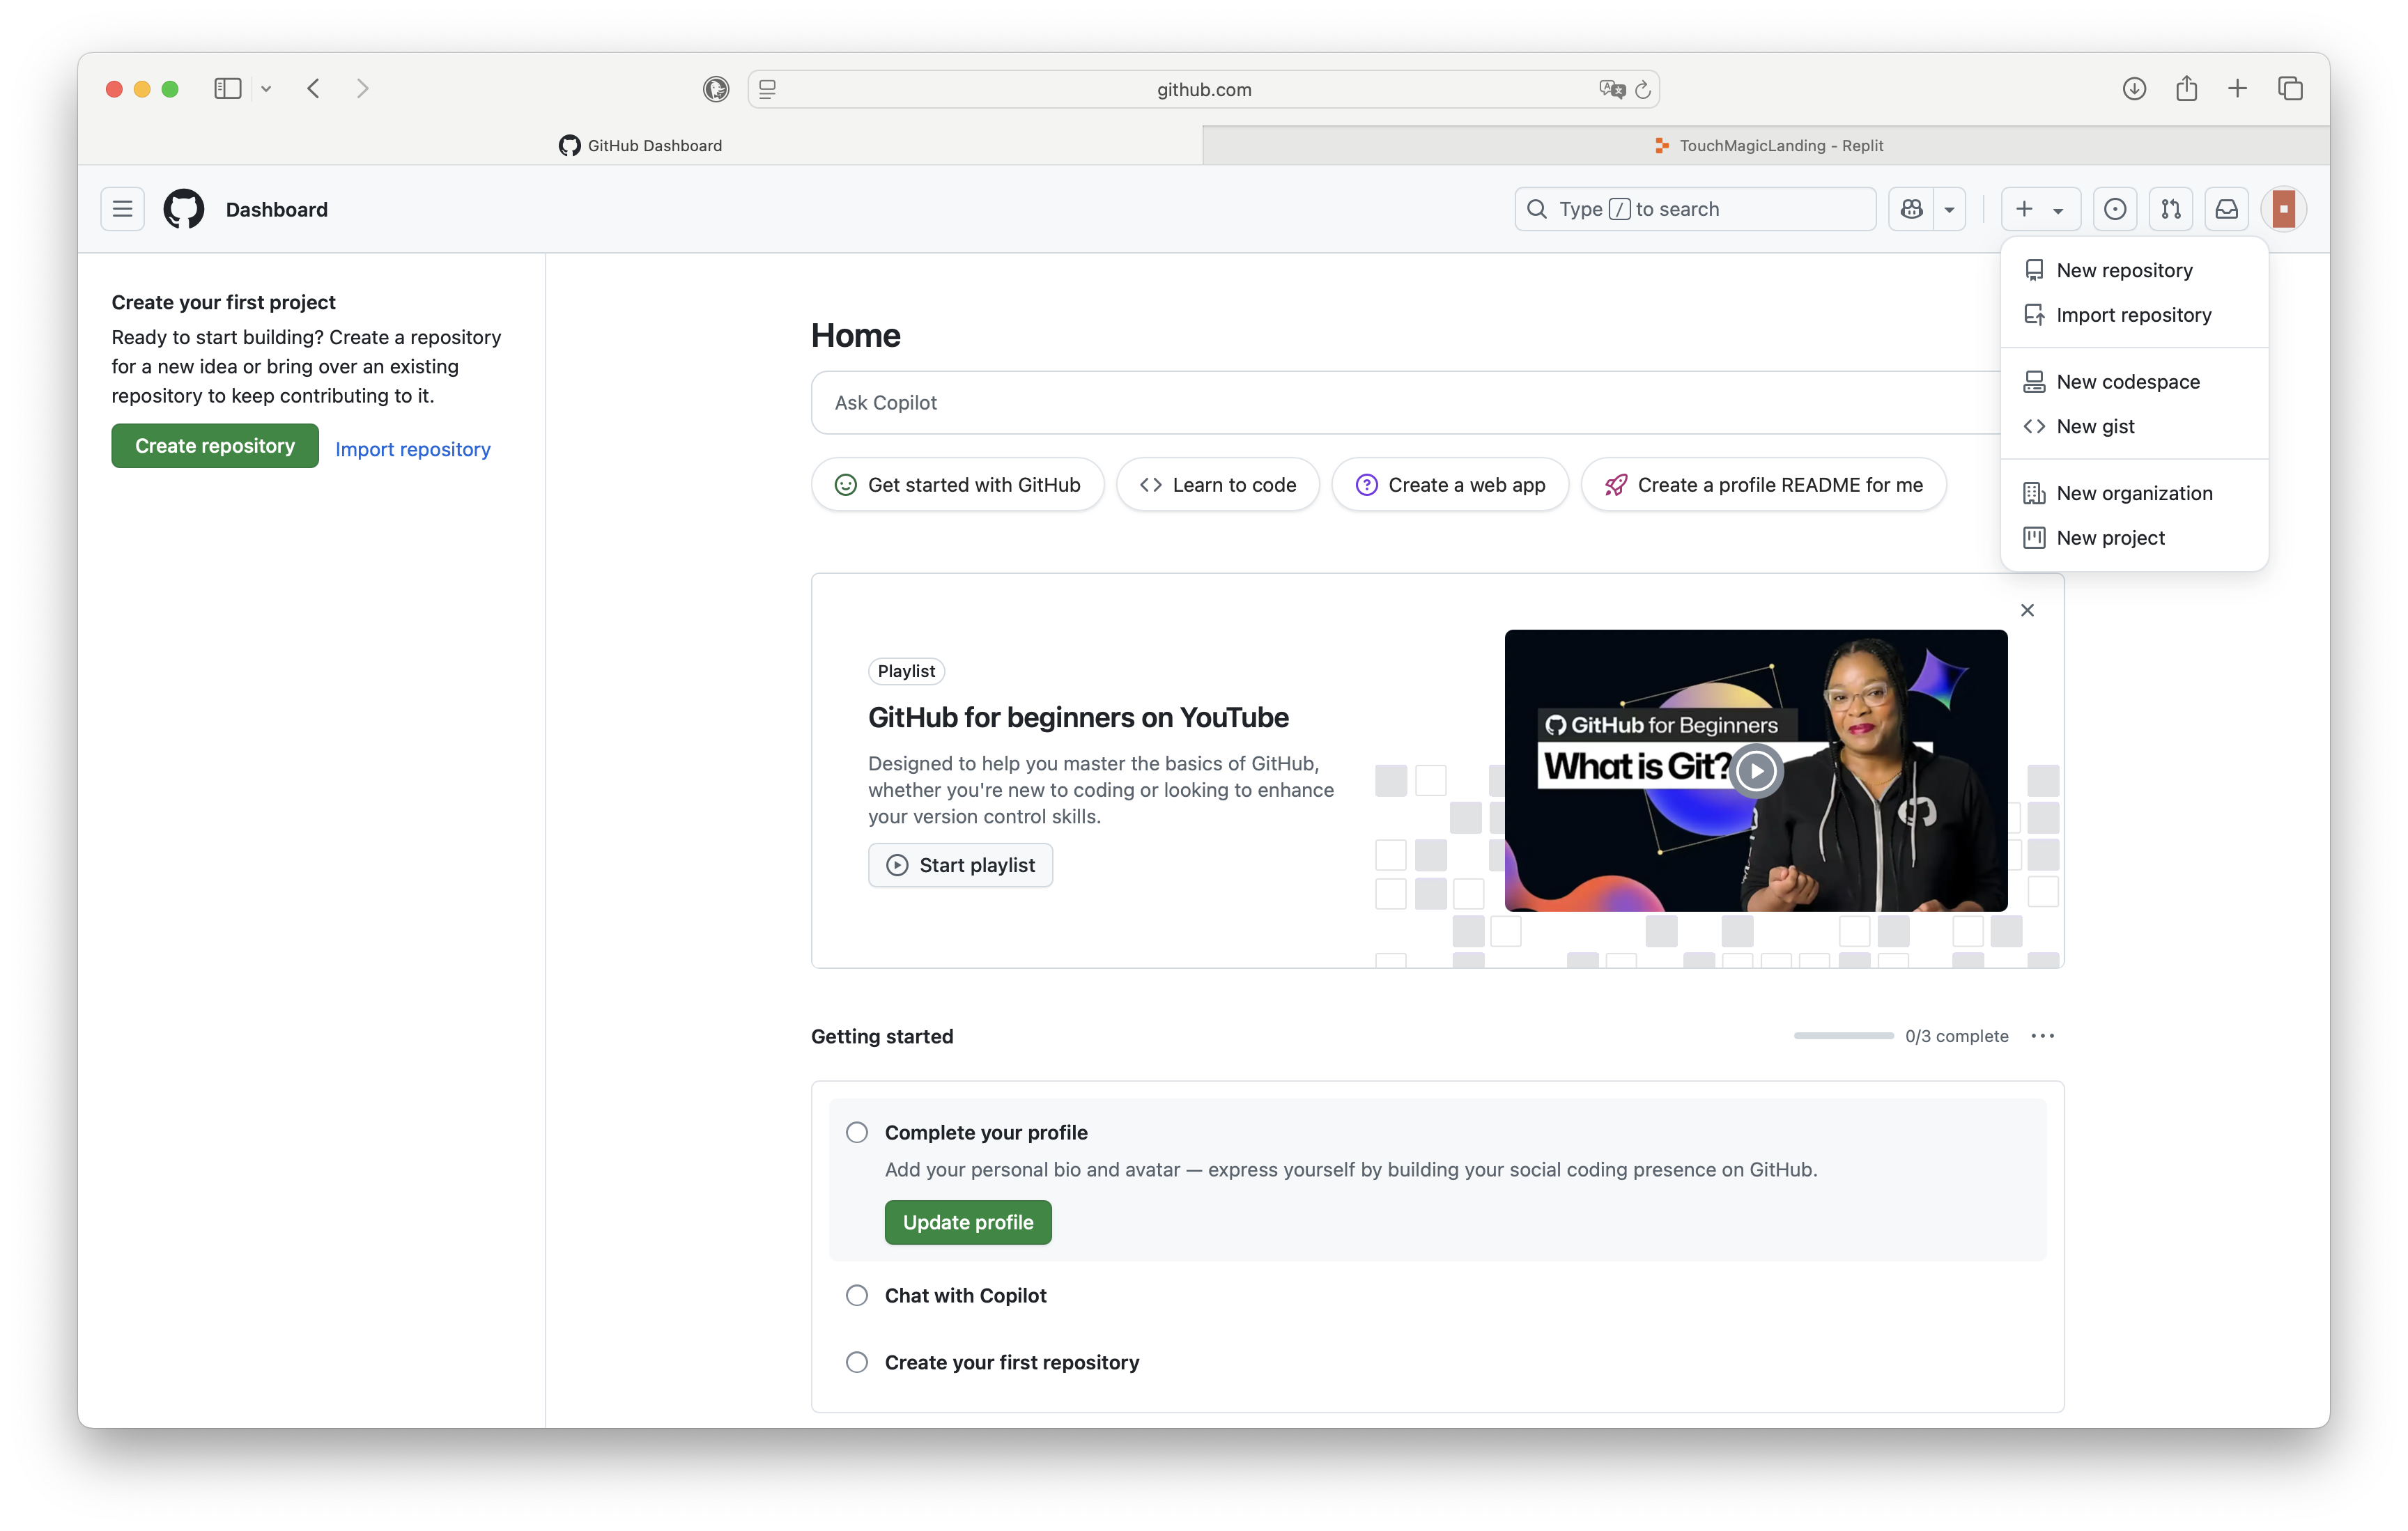 github.com
GitHub Dashboard
TouchMagicLanding - Replit
Dashboard
Type / to search
New repository
Import repository
New codespace
New gist
New organization
New project
Create your first project
Ready to start building? Create a repository
for a new idea or bring over an existing
repository to keep contributing to it.
Create repository
Import repository
Home
Ask Copilot
Get started with GitHub
Learn to code
Create a web app
Create a profile README for me
Playlist
GitHub for beginners on YouTube
Designed to help you master the basics of GitHub,
whether you're new to coding or looking to enhance
your version control skills.
Start playlist
GitHub for Beginners
What is Git?
Getting started
0/3 complete
Complete your profile
Add your personal bio and avatar — express yourself by building your social coding presence on GitHub.
Update profile
Chat with Copilot
Create your first repository